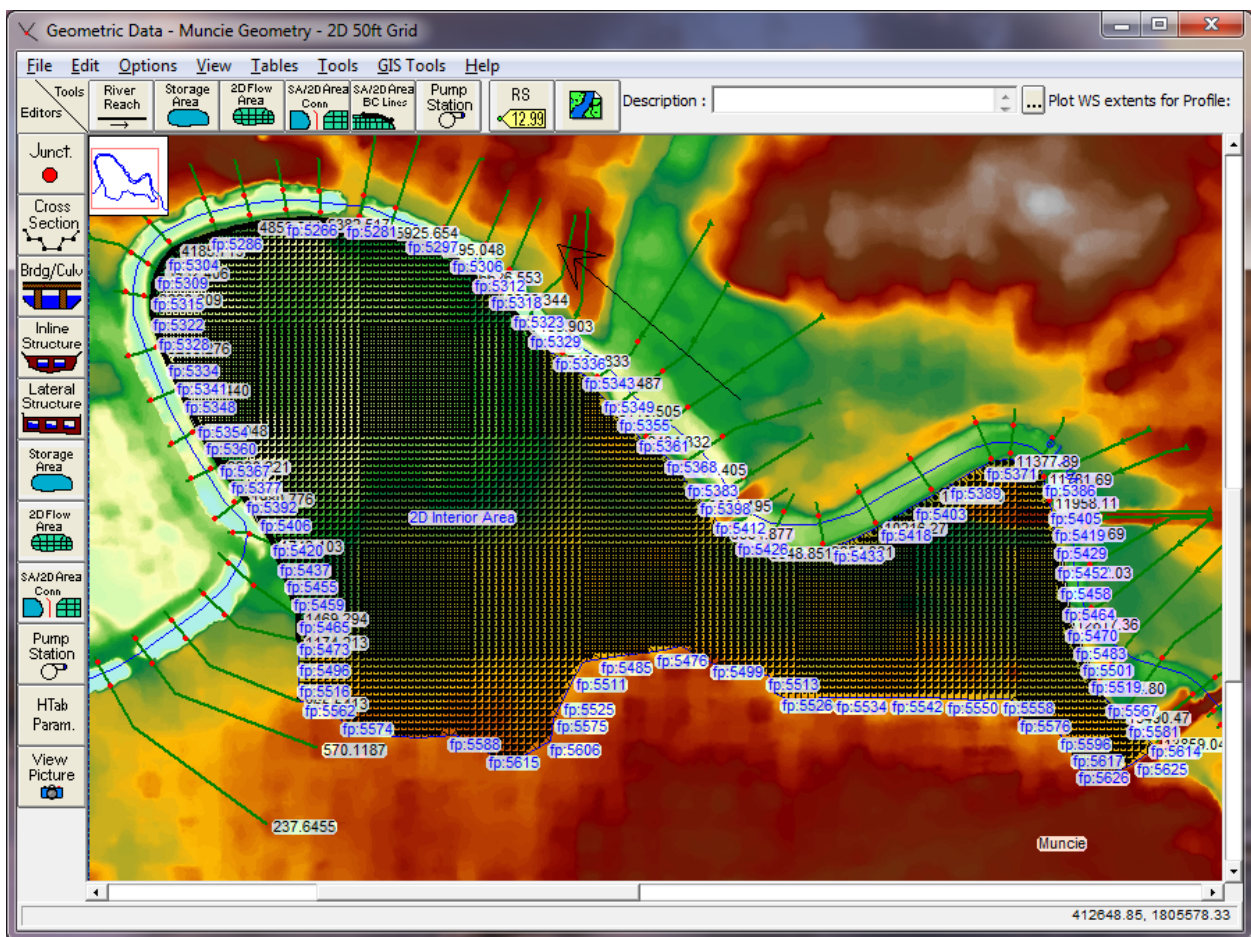 Geometric Data - Muncie Geometry - 2D 50ft Grid
File Edit Options View Tables Tools GIS Tools Help
Tools
Editors
River Reach
Storage Area
2D Flow Area
SA/2D Area Conn
SA/2D Area BC Lines
Pump Station
RS
12.99
Description :
... Plot WS extents for Profile:
Junct.
Cross Section
Brdg/Culv
Inline Structure
Lateral Structure
Storage Area
2D Flow Area
SA/2D Area Conn
Pump Station
HTab Param.
View Picture
fp:5266
fp:5281
5925.654
fp:5286
fp:5297
fp:5304
fp:5306
fp:5309
fp:5312
fp:5315
fp:5318
fp:5322
fp:5323
fp:5328
fp:5329
fp:5334
fp:5336
fp:5341
fp:5343
fp:5348
fp:5349
fp:5354
fp:5355
fp:5360
fp:5361
fp:5367
fp:5368
fp:5371
11377.89
fp:5377
fp:5383
fp:5386
fp:5389
fp:5392
fp:5398
11958.11
fp:5403
fp:5405
fp:5406
fp:5412
fp:5418
fp:5419
fp:5420
fp:5426
fp:5429
fp:5433
2D Interior Area
fp:5437
fp:5452
fp:5455
fp:5458
fp:5459
fp:5464
fp:5465
fp:5470
fp:5473
fp:5476
fp:5483
fp:5485
fp:5496
fp:5499
fp:5501
fp:5511
fp:5513
fp:5516
fp:5519
fp:5525
fp:5526
fp:5534
fp:5542
fp:5550
fp:5558
fp:5562
fp:5567
fp:5574
fp:5575
fp:5576
fp:5581
fp:5588
fp:5596
fp:5606
fp:5614
570.1187
fp:5615
fp:5617
fp:5625
fp:5626
237.6455
Muncie
412648.85, 1805578.33